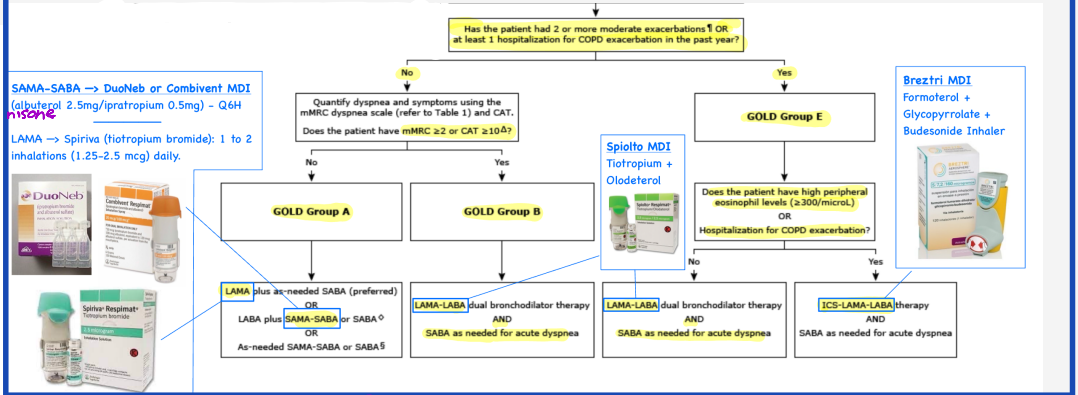 Has the patient had 2 or more moderate exacerbations¶ OR
at least 1 hospitalization for COPD exacerbation in the past year?
No
Yes
SAMA-SABA —> DuoNeb or Combivent MDI
(albuterol 2.5mg/ipratropium 0.5mg) - Q6H
nisone
LAMA —> Spiriva (tiotropium bromide): 1 to 2
inhalations (1.25-2.5 mcg) daily.
Quantify dyspnea and symptoms using the
mMRC dyspnea scale (refer to Table 1) and CAT.
Does the patient have mMRC ≥2 or CAT ≥10Δ?
No
Yes
GOLD Group A
GOLD Group B
GOLD Group E
Spiolto MDI
Tiotropium +
Olodeterol
Breztri MDI
Formoterol +
Glycopyrrolate +
Budesonide Inhaler
Does the patient have high peripheral
eosinophil levels (≥300/microL)
OR
Hospitalization for COPD exacerbation?
No
Yes
LAMA plus as-needed SABA (preferred)
OR
LABA plus SAMA-SABA or SABA◊
OR
As-needed SAMA-SABA or SABA§
LAMA-LABA dual bronchodilator therapy
AND
SABA as needed for acute dyspnea
LAMA-LABA dual bronchodilator therapy
AND
SABA as needed for acute dyspnea
ICS-LAMA-LABA therapy
AND
SABA as needed for acute dyspnea
DuoNeb
Combivent Respimat
Spiriva® Respimat®
Tiotropium bromide
Spiolto® Respimat®
BREZTRI